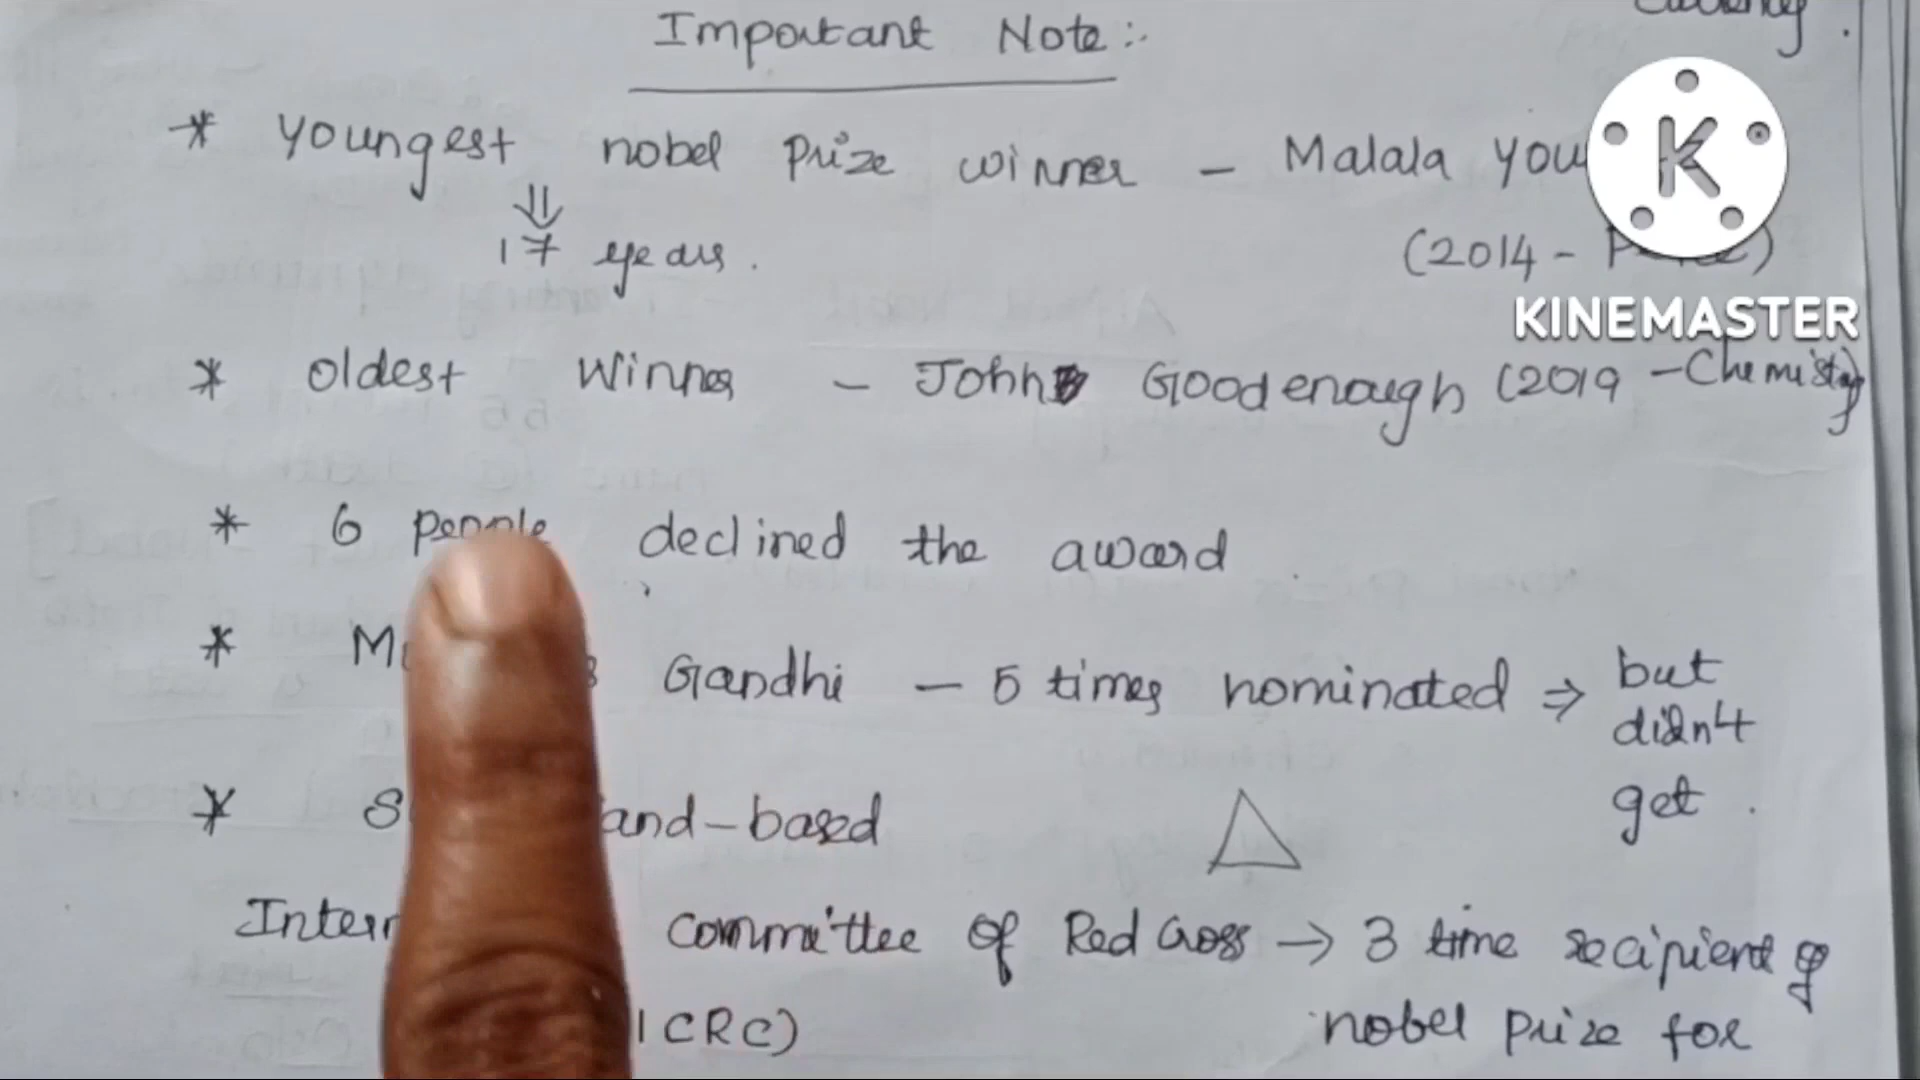 Important Note :-
* Youngest nobel Prize winner - Malala
17 years. (2014 -
KINEMASTER
* Oldest Winner - John Goodenough (2019 - Chemistry
* 6 people declined the award
* Gandhi - 5 times nominated ⇒ but
didn't
get .
* and-based
committee of Red Cross → 3 time recipient of
ICRC) nobel Prize for